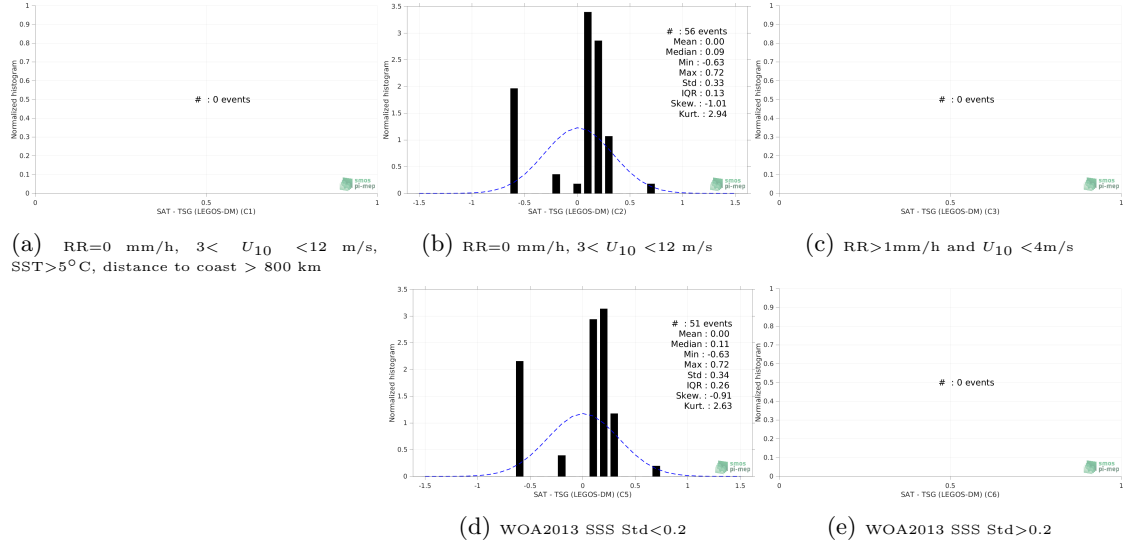 1
0.9
0.8
0.7
0.6
0.5
0.4
0.3
0.2
0.1
0
Normalized histogram
# : 0 events
0 0.5 1
SAT - TSG (LEGOS-DM) (C1)
smos
pi-mep
(a) RR=0 mm/h, 3< U10 <12 m/s,
SST>5°C, distance to coast > 800 km
3.5
3
2.5
2
1.5
1
0.5
0
Normalized histogram
# : 56 events
Mean : 0.00
Median : 0.09
Min : -0.63
Max : 0.72
Std : 0.33
IQR : 0.13
Skew. : -1.01
Kurt. : 2.94
-1.5 -1 -0.5 0 0.5 1 1.5
SAT - TSG (LEGOS-DM) (C2)
smos
pi-mep
(b) RR=0 mm/h, 3< U10 <12 m/s
1
0.9
0.8
0.7
0.6
0.5
0.4
0.3
0.2
0.1
0
Normalized histogram
# : 0 events
0 0.5 1
SAT - TSG (LEGOS-DM) (C3)
smos
pi-mep
(c) RR>1mm/h and U10 <4m/s
3.5
3
2.5
2
1.5
1
0.5
0
Normalized histogram
# : 51 events
Mean : 0.00
Median : 0.11
Min : -0.63
Max : 0.72
Std : 0.34
IQR : 0.26
Skew. : -0.91
Kurt. : 2.63
-1.5 -1 -0.5 0 0.5 1 1.5
SAT - TSG (LEGOS-DM) (C5)
smos
pi-mep
(d) WOA2013 SSS Std<0.2
1
0.9
0.8
0.7
0.6
0.5
0.4
0.3
0.2
0.1
0
Normalized histogram
# : 0 events
0 0.5 1
SAT - TSG (LEGOS-DM) (C6)
smos
pi-mep
(e) WOA2013 SSS Std>0.2